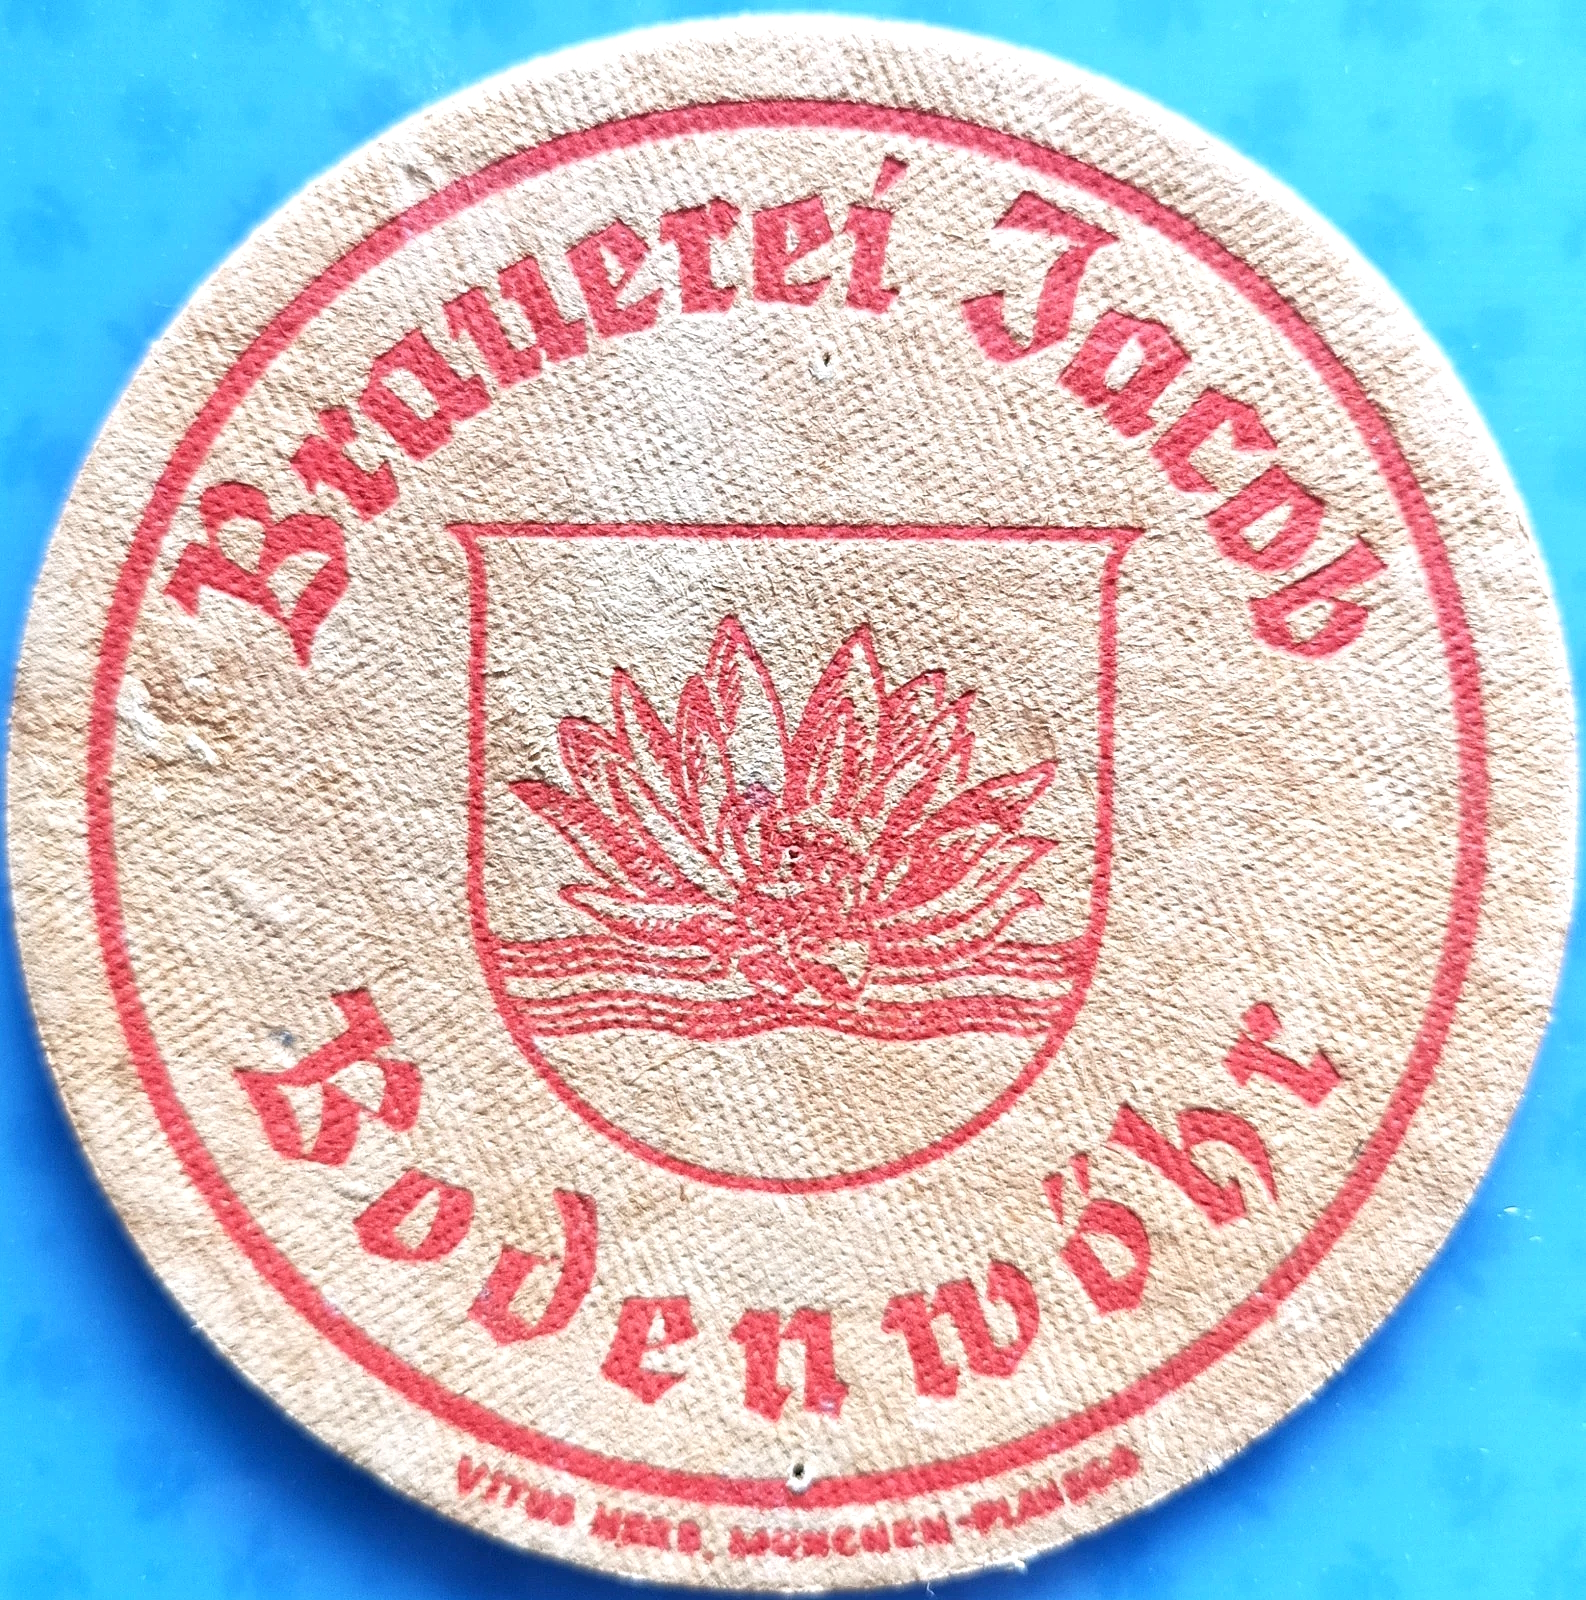 Brauerei Jacob
Bodenwöhr
VITUS HERB, MÜNCHEN-PLANEGG